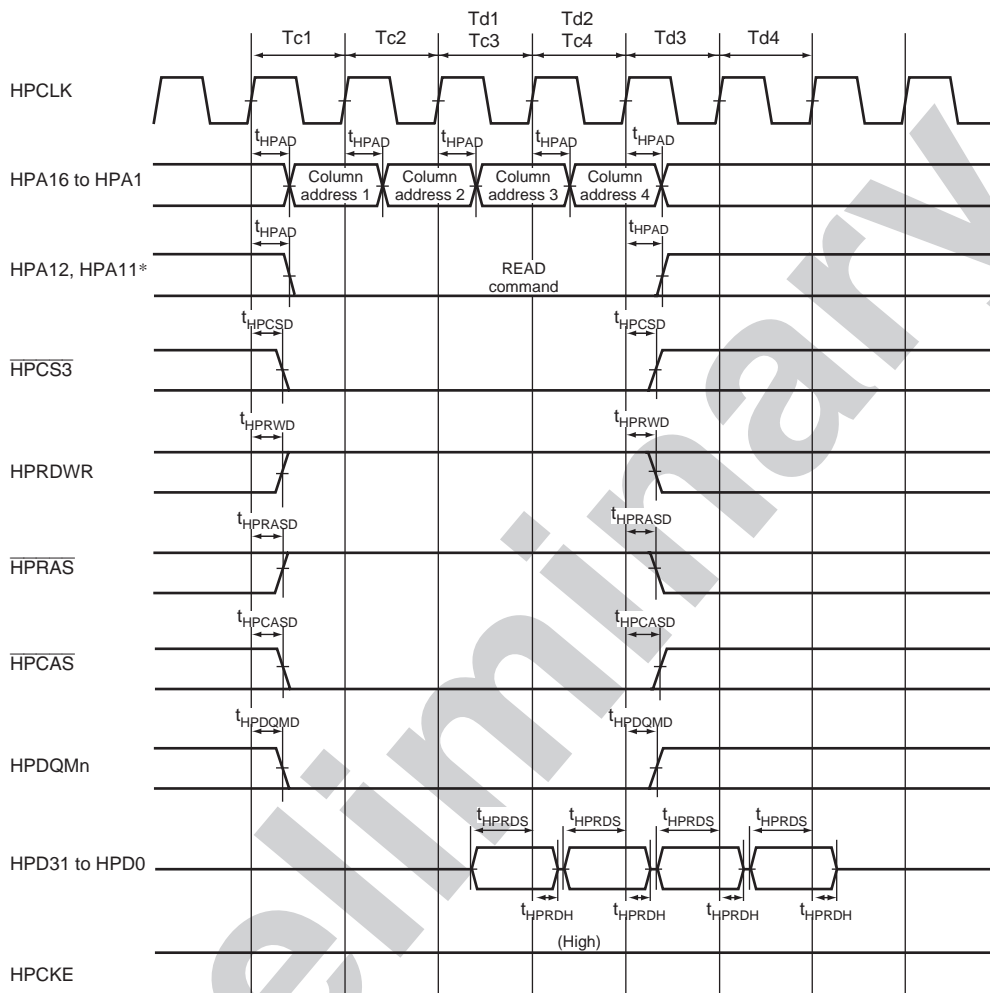 Td1 Td2
Tc1 Tc2 Tc3 Tc4 Td3 Td4
HPCLK
tHPAD tHPAD tHPAD tHPAD tHPAD
HPA16 to HPA1
Column address 1
Column address 2
Column address 3
Column address 4
tHPAD tHPAD
HPA12, HPA11*
READ
command
tHPCSD tHPCSD
HPCS3
tHPRWD tHPRWD
HPRDWR
tHPRASD tHPRASD
HPRAS
tHPCASD tHPCASD
HPCAS
tHPDQMD tHPDQMD
HPDQMn
tHPRDS tHPRDS tHPRDS tHPRDS
HPD31 to HPD0
tHPRDH tHPRDH tHPRDH tHPRDH
(High)
HPCKE
eliminary